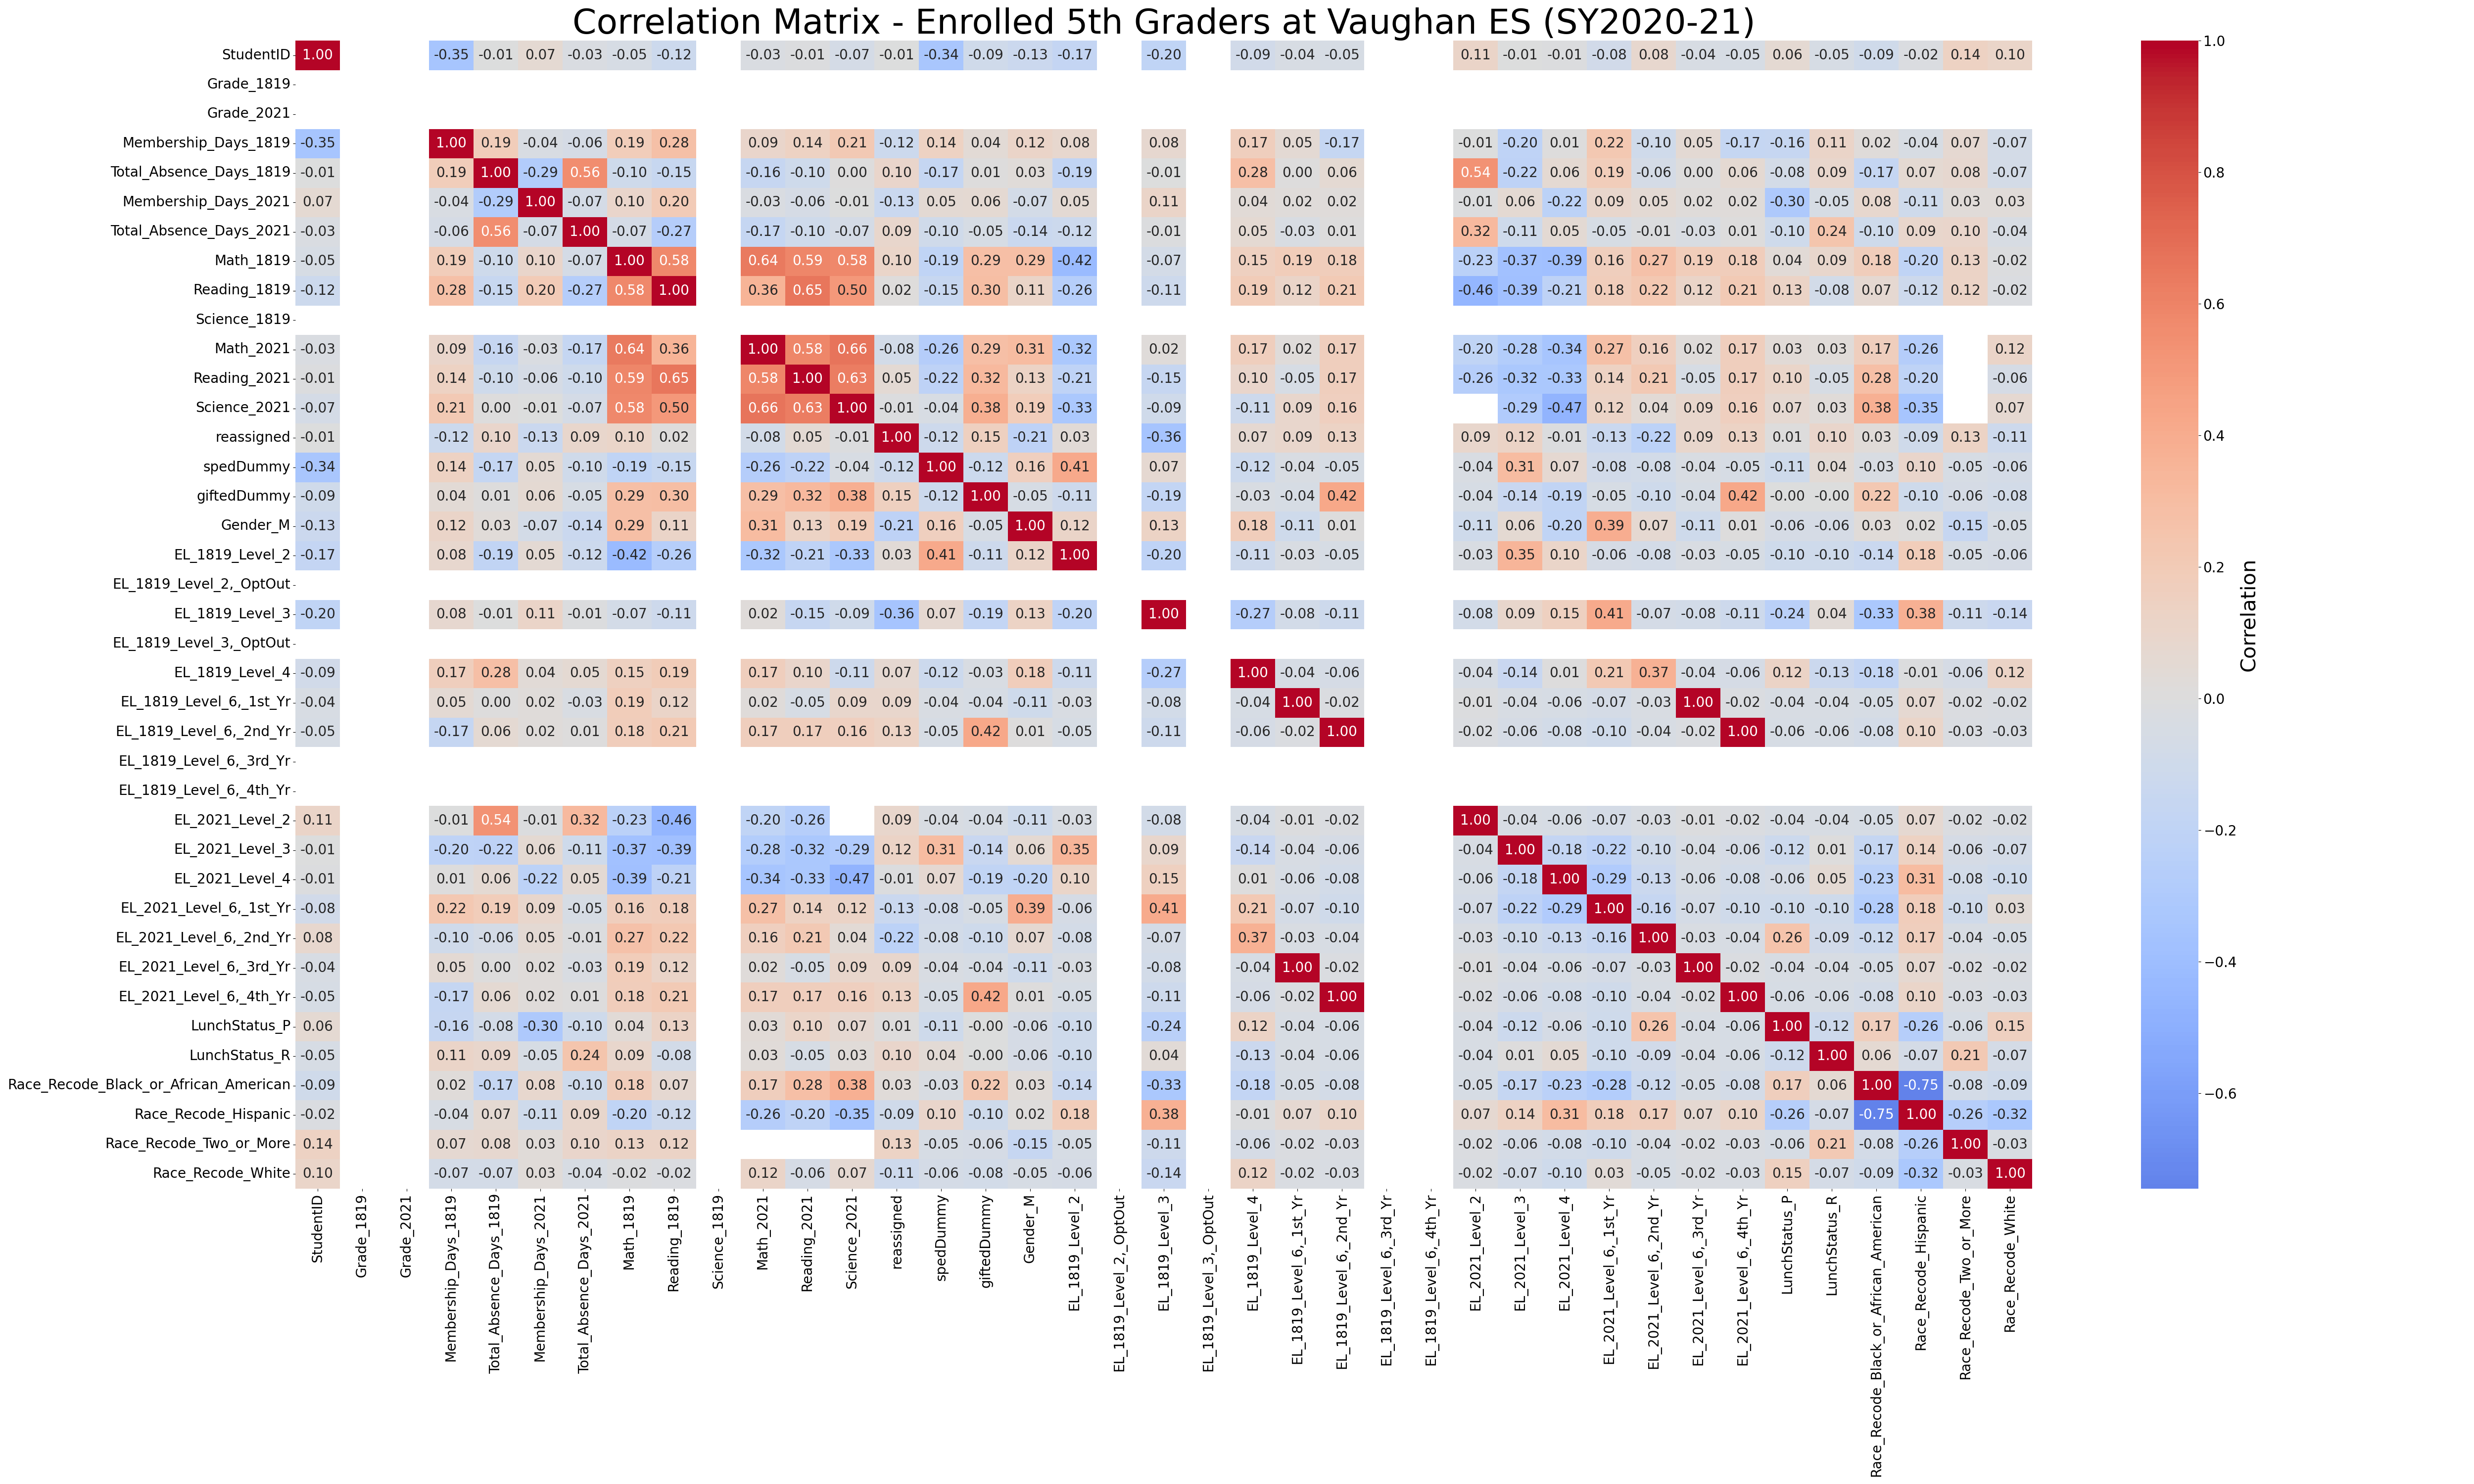 Correlation Matrix - Enrolled 5th Graders at Vaughan ES (SY2020-21)
StudentID 1.00 -0.35 -0.01 0.07 -0.03 -0.05 -0.12 -0.03 -0.01 -0.07 -0.01 -0.34 -0.09 -0.13 -0.17 -0.20 -0.09 -0.04 -0.05 0.11 -0.01 -0.01 -0.08 0.08 -0.04 -0.05 0.06 -0.05 -0.09 -0.02 0.14 0.10
Grade_1819
Grade_2021
Membership_Days_1819 -0.35 1.00 0.19 -0.04 -0.06 0.19 0.28 0.09 0.14 0.21 -0.12 0.14 0.04 0.12 0.08 0.08 0.17 0.05 -0.17 -0.01 -0.20 0.01 0.22 -0.10 0.05 -0.17 -0.16 0.11 0.02 -0.04 0.07 -0.07
Total_Absence_Days_1819 -0.01 0.19 1.00 -0.29 0.56 -0.10 -0.15 -0.16 -0.10 0.00 0.10 -0.17 0.01 0.03 -0.19 -0.01 0.28 0.00 0.06 0.54 -0.22 0.06 0.19 -0.06 0.00 0.06 -0.08 0.09 -0.17 0.07 0.08 -0.07
Membership_Days_2021 0.07 -0.04 -0.29 1.00 -0.07 0.10 0.20 -0.03 -0.06 -0.01 -0.13 0.05 0.06 -0.07 0.05 0.11 0.04 0.02 0.02 -0.01 0.06 -0.22 0.09 0.05 0.02 0.02 -0.30 -0.05 0.08 -0.11 0.03 0.03
Total_Absence_Days_2021 -0.03 -0.06 0.56 -0.07 1.00 -0.07 -0.27 -0.17 -0.10 -0.07 0.09 -0.10 -0.05 -0.14 -0.12 -0.01 0.05 -0.03 0.01 0.32 -0.11 0.05 -0.05 -0.01 -0.03 0.01 -0.10 0.24 -0.10 0.09 0.10 -0.04
Math_1819 -0.05 0.19 -0.10 0.10 -0.07 1.00 0.58 0.64 0.59 0.58 0.10 -0.19 0.29 0.29 -0.42 -0.07 0.15 0.19 0.18 -0.23 -0.37 -0.39 0.16 0.27 0.19 0.18 0.04 0.09 0.18 -0.20 0.13 -0.02
Reading_1819 -0.12 0.28 -0.15 0.20 -0.27 0.58 1.00 0.36 0.65 0.50 0.02 -0.15 0.30 0.11 -0.26 -0.11 0.19 0.12 0.21 -0.46 -0.39 -0.21 0.18 0.22 0.12 0.21 0.13 -0.08 0.07 -0.12 0.12 -0.02
Science_1819
Math_2021 -0.03 0.09 -0.16 -0.03 -0.17 0.64 0.36 1.00 0.58 0.66 -0.08 -0.26 0.29 0.31 -0.32 0.02 0.17 0.02 0.17 -0.20 -0.28 -0.34 0.27 0.16 0.02 0.17 0.03 0.03 0.17 -0.26 0.12
Reading_2021 -0.01 0.14 -0.10 -0.06 -0.10 0.59 0.65 0.58 1.00 0.63 0.05 -0.22 0.32 0.13 -0.21 -0.15 0.10 -0.05 0.17 -0.26 -0.32 -0.33 0.14 0.21 -0.05 0.17 0.10 -0.05 0.28 -0.20 -0.06
Science_2021 -0.07 0.21 0.00 -0.01 -0.07 0.58 0.50 0.66 0.63 1.00 -0.01 -0.04 0.38 0.19 -0.33 -0.09 -0.11 0.09 0.16 -0.29 -0.47 0.12 0.04 0.09 0.16 0.07 0.03 0.38 -0.35 0.07
reassigned -0.01 -0.12 0.10 -0.13 0.09 0.10 0.02 -0.08 0.05 -0.01 1.00 -0.12 0.15 -0.21 0.03 -0.36 0.07 0.09 0.13 0.09 0.12 -0.01 -0.13 -0.22 0.09 0.13 0.01 0.10 0.03 -0.09 0.13 -0.11
spedDummy -0.34 0.14 -0.17 0.05 -0.10 -0.19 -0.15 -0.26 -0.22 -0.04 -0.12 1.00 -0.12 0.16 0.41 0.07 -0.12 -0.04 -0.05 -0.04 0.31 0.07 -0.08 -0.08 -0.04 -0.05 -0.11 0.04 -0.03 0.10 -0.05 -0.06
giftedDummy -0.09 0.04 0.01 0.06 -0.05 0.29 0.30 0.29 0.32 0.38 0.15 -0.12 1.00 -0.05 -0.11 -0.19 -0.03 -0.04 0.42 -0.04 -0.14 -0.19 -0.05 -0.10 -0.04 0.42 -0.00 -0.00 0.22 -0.10 -0.06 -0.08
Gender_M -0.13 0.12 0.03 -0.07 -0.14 0.29 0.11 0.31 0.13 0.19 -0.21 0.16 -0.05 1.00 0.12 0.13 0.18 -0.11 0.01 -0.11 0.06 -0.20 0.39 0.07 -0.11 0.01 -0.06 -0.06 0.03 0.02 -0.15 -0.05
EL_1819_Level_2 -0.17 0.08 -0.19 0.05 -0.12 -0.42 -0.26 -0.32 -0.21 -0.33 0.03 0.41 -0.11 0.12 1.00 -0.20 -0.11 -0.03 -0.05 -0.03 0.35 0.10 -0.06 -0.08 -0.03 -0.05 -0.10 -0.10 -0.14 0.18 -0.05 -0.06
EL_1819_Level_2,_OptOut
EL_1819_Level_3 -0.20 0.08 -0.01 0.11 -0.01 -0.07 -0.11 0.02 -0.15 -0.09 -0.36 0.07 -0.19 0.13 -0.20 1.00 -0.27 -0.08 -0.11 -0.08 0.09 0.15 0.41 -0.07 -0.08 -0.11 -0.24 0.04 -0.33 0.38 -0.11 -0.14
EL_1819_Level_3,_OptOut
EL_1819_Level_4 -0.09 0.17 0.28 0.04 0.05 0.15 0.19 0.17 0.10 -0.11 0.07 -0.12 -0.03 0.18 -0.11 -0.27 1.00 -0.04 -0.06 -0.04 -0.14 0.01 0.21 0.37 -0.04 -0.06 0.12 -0.13 -0.18 -0.01 -0.06 0.12
EL_1819_Level_6,_1st_Yr -0.04 0.05 0.00 0.02 -0.03 0.19 0.12 0.02 -0.05 0.09 0.09 -0.04 -0.04 -0.11 -0.03 -0.08 -0.04 1.00 -0.02 -0.01 -0.04 -0.06 -0.07 -0.03 1.00 -0.02 -0.04 -0.04 -0.05 0.07 -0.02 -0.02
EL_1819_Level_6,_2nd_Yr -0.05 -0.17 0.06 0.02 0.01 0.18 0.21 0.17 0.17 0.16 0.13 -0.05 0.42 0.01 -0.05 -0.11 -0.06 -0.02 1.00 -0.02 -0.06 -0.08 -0.10 -0.04 -0.02 1.00 -0.06 -0.06 -0.08 0.10 -0.03 -0.03
EL_1819_Level_6,_3rd_Yr
EL_1819_Level_6,_4th_Yr
EL_2021_Level_2 0.11 -0.01 0.54 -0.01 0.32 -0.23 -0.46 -0.20 -0.26 0.09 -0.04 -0.04 -0.11 -0.03 -0.08 -0.04 -0.01 -0.02 1.00 -0.04 -0.06 -0.07 -0.03 -0.01 -0.02 -0.04 -0.04 -0.05 0.07 -0.02 -0.02
EL_2021_Level_3 -0.01 -0.20 -0.22 0.06 -0.11 -0.37 -0.39 -0.28 -0.32 -0.29 0.12 0.31 -0.14 0.06 0.35 0.09 -0.14 -0.04 -0.06 -0.04 1.00 -0.18 -0.22 -0.10 -0.04 -0.06 -0.12 0.01 -0.17 0.14 -0.06 -0.07
EL_2021_Level_4 -0.01 0.01 0.06 -0.22 0.05 -0.39 -0.21 -0.34 -0.33 -0.47 -0.01 0.07 -0.19 -0.20 0.10 0.15 0.01 -0.06 -0.08 -0.06 -0.18 1.00 -0.29 -0.13 -0.06 -0.08 -0.06 0.05 -0.23 0.31 -0.08 -0.10
EL_2021_Level_6,_1st_Yr -0.08 0.22 0.19 0.09 -0.05 0.16 0.18 0.27 0.14 0.12 -0.13 -0.08 -0.05 0.39 -0.06 0.41 0.21 -0.07 -0.10 -0.07 -0.22 -0.29 1.00 -0.16 -0.07 -0.10 -0.10 -0.10 -0.28 0.18 -0.10 0.03
EL_2021_Level_6,_2nd_Yr 0.08 -0.10 -0.06 0.05 -0.01 0.27 0.22 0.16 0.21 0.04 -0.22 -0.08 -0.10 0.07 -0.08 -0.07 0.37 -0.03 -0.04 -0.03 -0.10 -0.13 -0.16 1.00 -0.03 -0.04 0.26 -0.09 -0.12 0.17 -0.04 -0.05
EL_2021_Level_6,_3rd_Yr -0.04 0.05 0.00 0.02 -0.03 0.19 0.12 0.02 -0.05 0.09 0.09 -0.04 -0.04 -0.11 -0.03 -0.08 -0.04 1.00 -0.02 -0.01 -0.04 -0.06 -0.07 -0.03 1.00 -0.02 -0.04 -0.04 -0.05 0.07 -0.02 -0.02
EL_2021_Level_6,_4th_Yr -0.05 -0.17 0.06 0.02 0.01 0.18 0.21 0.17 0.17 0.16 0.13 -0.05 0.42 0.01 -0.05 -0.11 -0.06 -0.02 1.00 -0.02 -0.06 -0.08 -0.10 -0.04 -0.02 1.00 -0.06 -0.06 -0.08 0.10 -0.03 -0.03
LunchStatus_P 0.06 -0.16 -0.08 -0.30 -0.10 0.04 0.13 0.03 0.10 0.07 0.01 -0.11 -0.00 -0.06 -0.10 -0.24 0.12 -0.04 -0.06 -0.04 -0.12 -0.06 -0.10 0.26 -0.04 -0.06 1.00 -0.12 0.17 -0.26 -0.06 0.15
LunchStatus_R -0.05 0.11 0.09 -0.05 0.24 0.09 -0.08 0.03 -0.05 0.03 0.10 0.04 -0.00 -0.06 -0.10 0.04 -0.13 -0.04 -0.06 -0.04 0.01 0.05 -0.10 -0.09 -0.04 -0.06 -0.12 1.00 0.06 -0.07 0.21 -0.07
Race_Recode_Black_or_African_American -0.09 0.02 -0.17 0.08 -0.10 0.18 0.07 0.17 0.28 0.38 0.03 -0.03 0.22 0.03 -0.14 -0.33 -0.18 -0.05 -0.08 -0.05 -0.17 -0.23 -0.28 -0.12 -0.05 -0.08 0.17 0.06 1.00 -0.75 -0.08 -0.09
Race_Recode_Hispanic -0.02 -0.04 0.07 -0.11 0.09 -0.20 -0.12 -0.26 -0.20 -0.35 -0.09 0.10 -0.10 0.02 0.18 0.38 -0.01 0.07 0.10 0.07 0.14 0.31 0.18 0.17 0.07 0.10 -0.26 -0.07 -0.75 1.00 -0.26 -0.32
Race_Recode_Two_or_More 0.14 0.07 0.08 0.03 0.10 0.13 0.12 0.13 -0.05 -0.06 -0.15 -0.05 -0.11 -0.06 -0.02 -0.03 -0.02 -0.06 -0.08 -0.10 -0.04 -0.02 -0.03 -0.06 0.21 -0.08 -0.26 1.00 -0.03
Race_Recode_White 0.10 -0.07 -0.07 0.03 -0.04 -0.02 -0.02 0.12 -0.06 0.07 -0.11 -0.06 -0.08 -0.05 -0.06 -0.14 0.12 -0.02 -0.03 -0.02 -0.07 -0.10 0.03 -0.05 -0.02 -0.03 0.15 -0.07 -0.09 -0.32 -0.03 1.00
StudentID
Grade_1819
Grade_2021
Membership_Days_1819
Total_Absence_Days_1819
Membership_Days_2021
Total_Absence_Days_2021
Math_1819
Reading_1819
Science_1819
Math_2021
Reading_2021
Science_2021
reassigned
spedDummy
giftedDummy
Gender_M
EL_1819_Level_2
EL_1819_Level_2,_OptOut
EL_1819_Level_3
EL_1819_Level_3,_OptOut
EL_1819_Level_4
EL_1819_Level_6,_1st_Yr
EL_1819_Level_6,_2nd_Yr
EL_1819_Level_6,_3rd_Yr
EL_1819_Level_6,_4th_Yr
EL_2021_Level_2
EL_2021_Level_3
EL_2021_Level_4
EL_2021_Level_6,_1st_Yr
EL_2021_Level_6,_2nd_Yr
EL_2021_Level_6,_3rd_Yr
EL_2021_Level_6,_4th_Yr
LunchStatus_P
LunchStatus_R
Race_Recode_Black_or_African_American
Race_Recode_Hispanic
Race_Recode_Two_or_More
Race_Recode_White
1.0
0.8
0.6
0.4
0.2
0.0
−0.2
−0.4
−0.6
Correlation